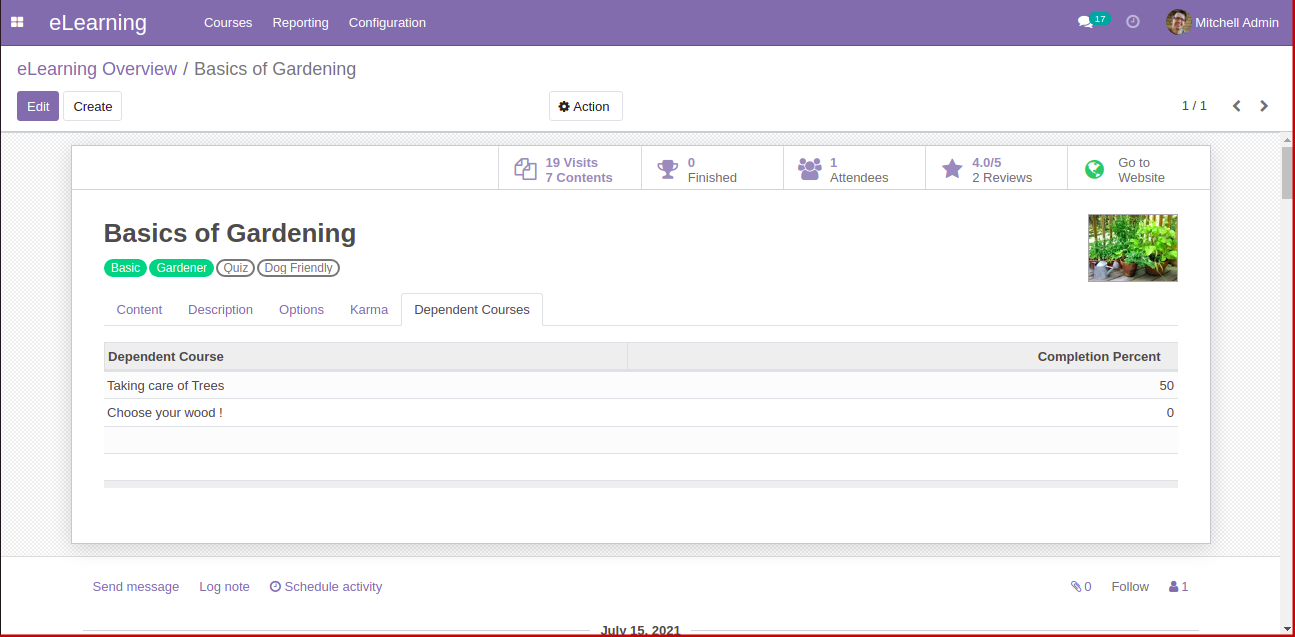 eLearning Courses Reporting Configuration 17 Mitchell Admin
eLearning Overview / Basics of Gardening
Edit Create Action 1 / 1
19 Visits 0 1 4.0/5 Go to
7 Contents Finished Attendees 2 Reviews Website
Basics of Gardening
Basic Gardener Quiz Dog Friendly
Content Description Options Karma Dependent Courses
Dependent Course Completion Percent
Taking care of Trees 50
Choose your wood ! 0
Send message Log note Schedule activity 0 Follow 1
July 15, 2021